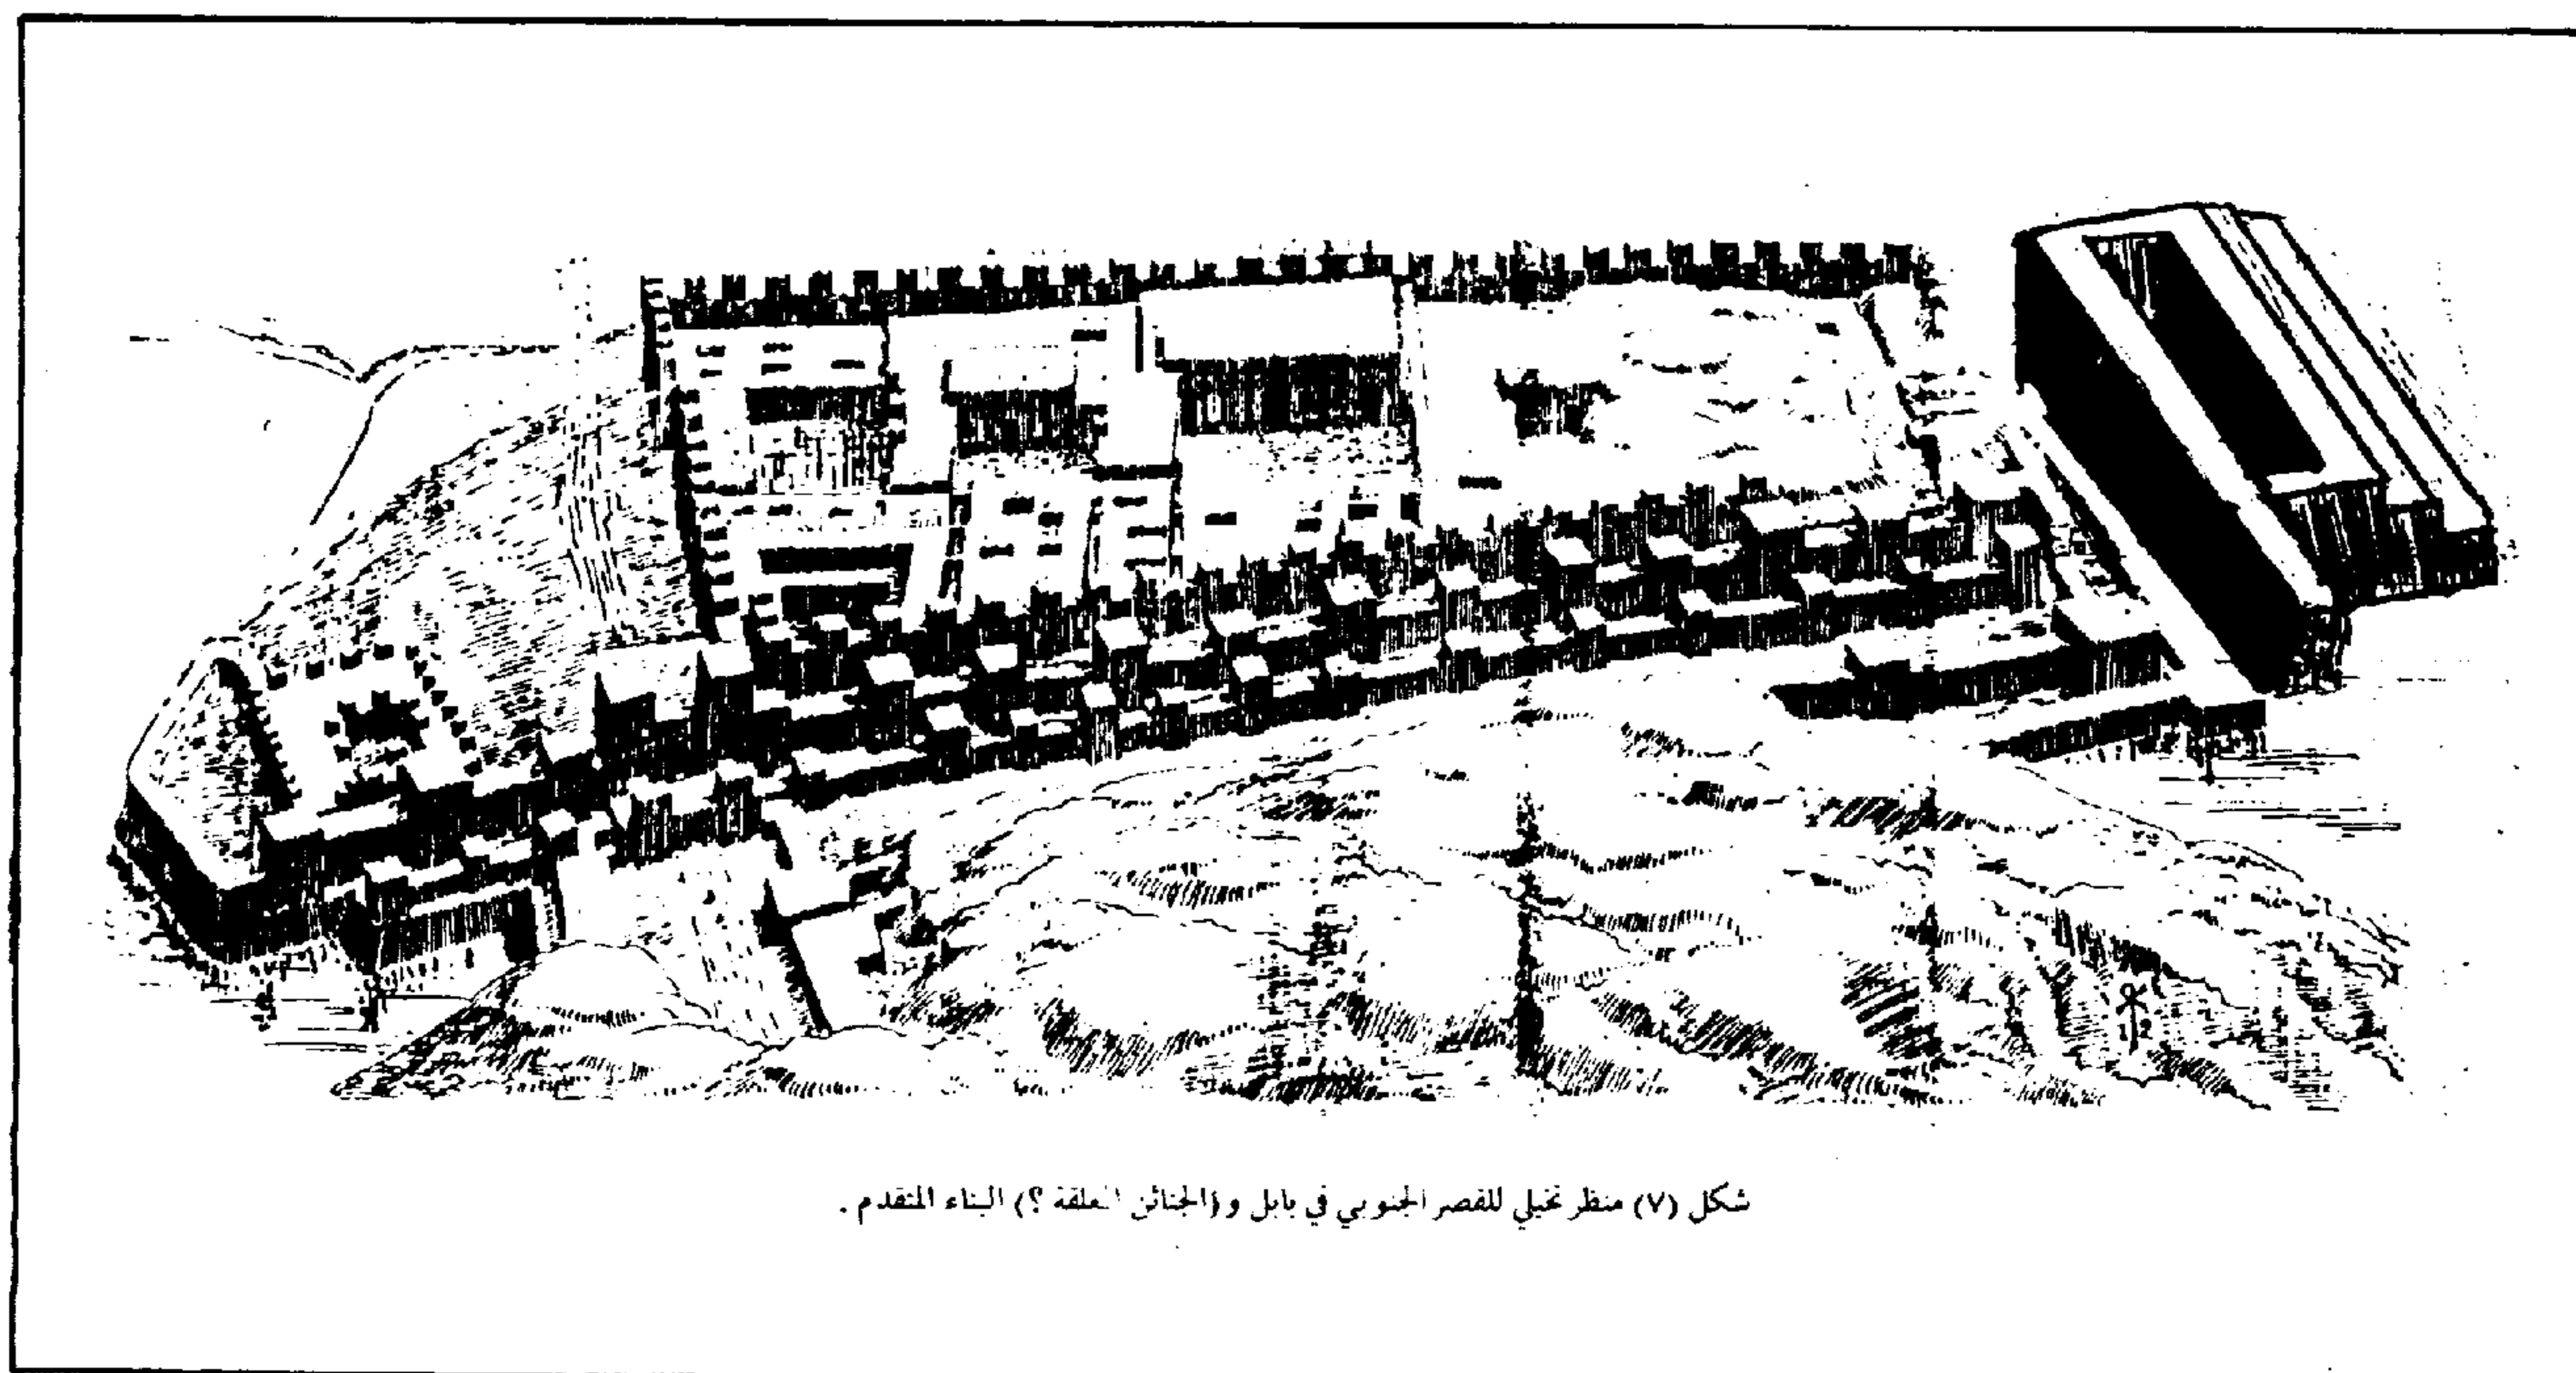 شكل (٧) منظر تخيلي للقصر الجنوبي في بابل و (الجنائن المعلقة ؟) البناء المتقدم .